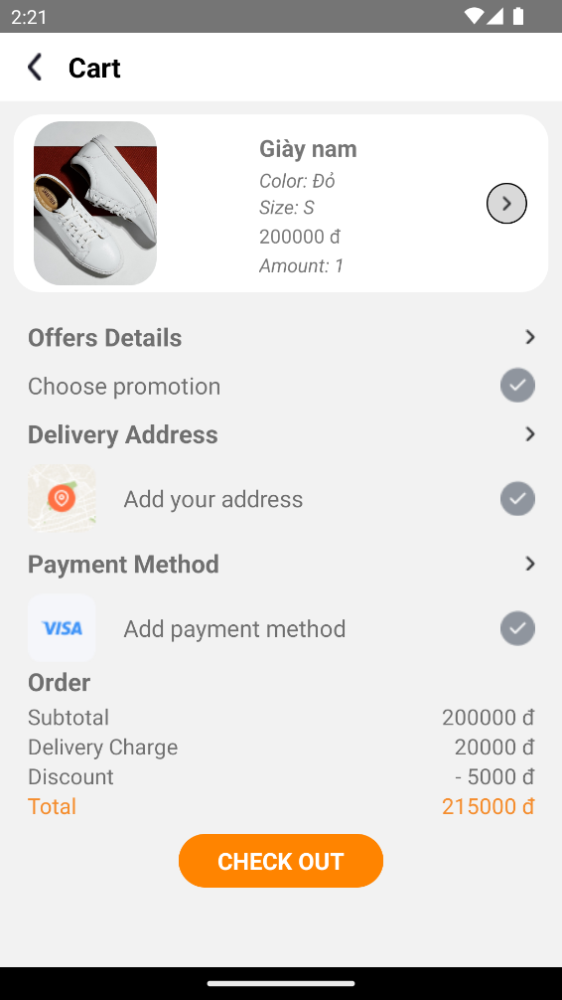 2:21
Cart
Giày nam
Color: Đỏ
Size: S
200000 đ
Amount: 1
Offers Details
Choose promotion
Delivery Address
Add your address
Payment Method
VISA
Add payment method
Order
Subtotal 200000 đ
Delivery Charge 20000 đ
Discount - 5000 đ
Total 215000 đ
CHECK OUT